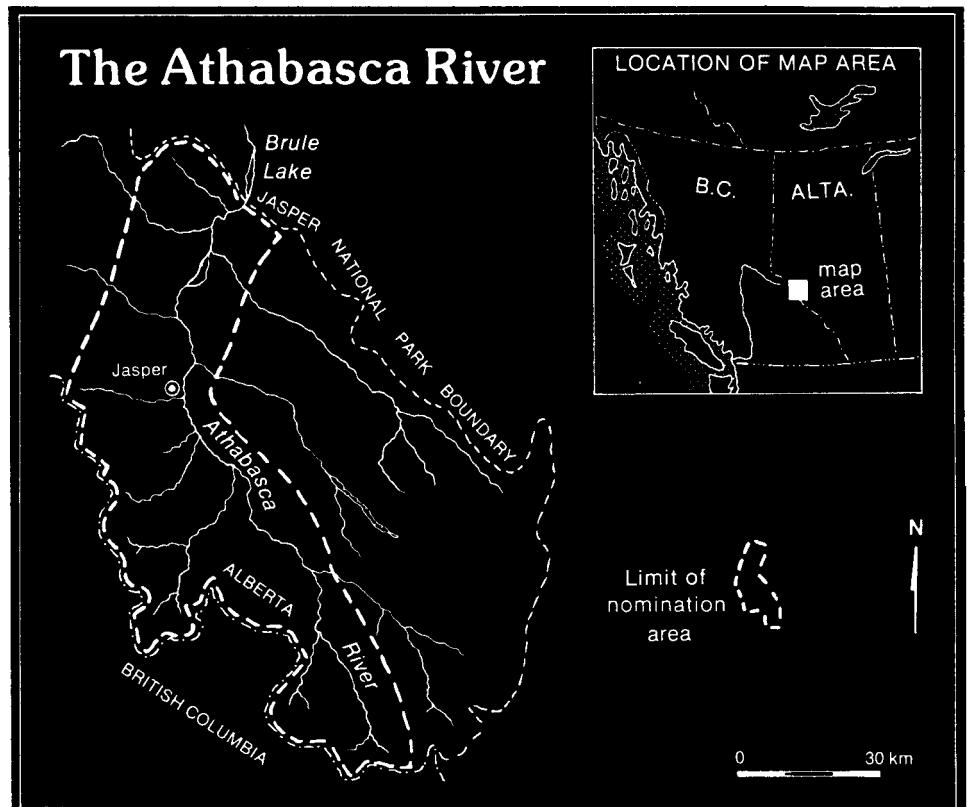 The Athabasca River
LOCATION OF MAP AREA
B.C.
ALTA.
map
area
Brule
Lake
JASPER NATIONAL PARK BOUNDARY
Jasper
Athabasca
River
ALBERTA
BRITISH COLUMBIA
Limit of
nomination
area
N
0 30 km